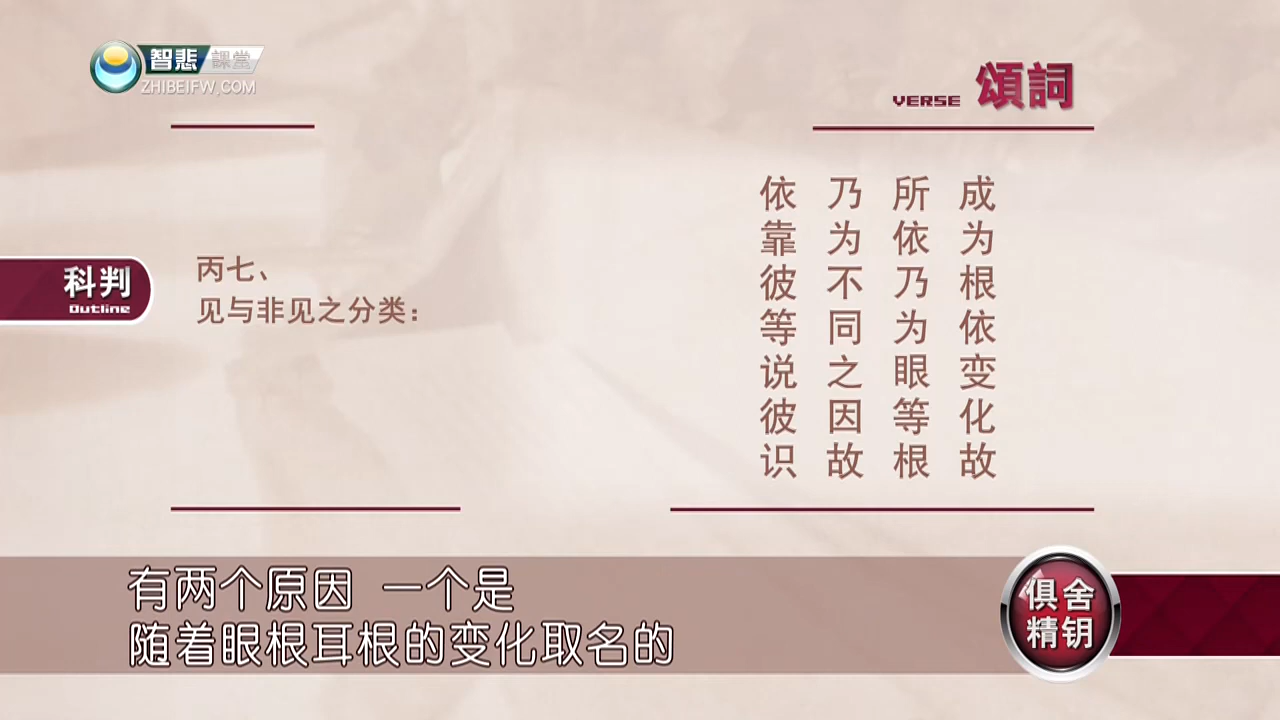 智悲課堂
ZHIBEIFW.COM
VERSE 頌詞
成为根依变化故
所依乃为眼等根
乃为不同之因故
依靠彼等说彼识
科判
Outline
丙七、
见与非见之分类：
有两个原因 一个是
随着眼根耳根的变化取名的
俱舍
精钥